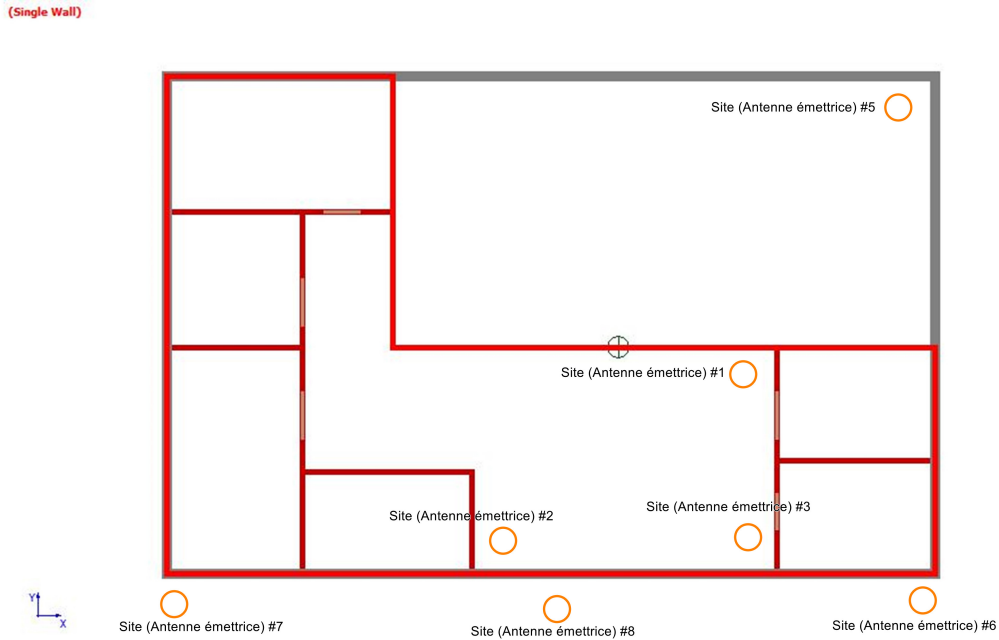 (Single Wall)
Site (Antenne émettrice) #5
Site (Antenne émettrice) #1
Site (Antenne émettrice) #3
Site (Antenne émettrice) #2
Y
X
Site (Antenne émettrice) #7
Site (Antenne émettrice) #8
Site (Antenne émettrice) #6